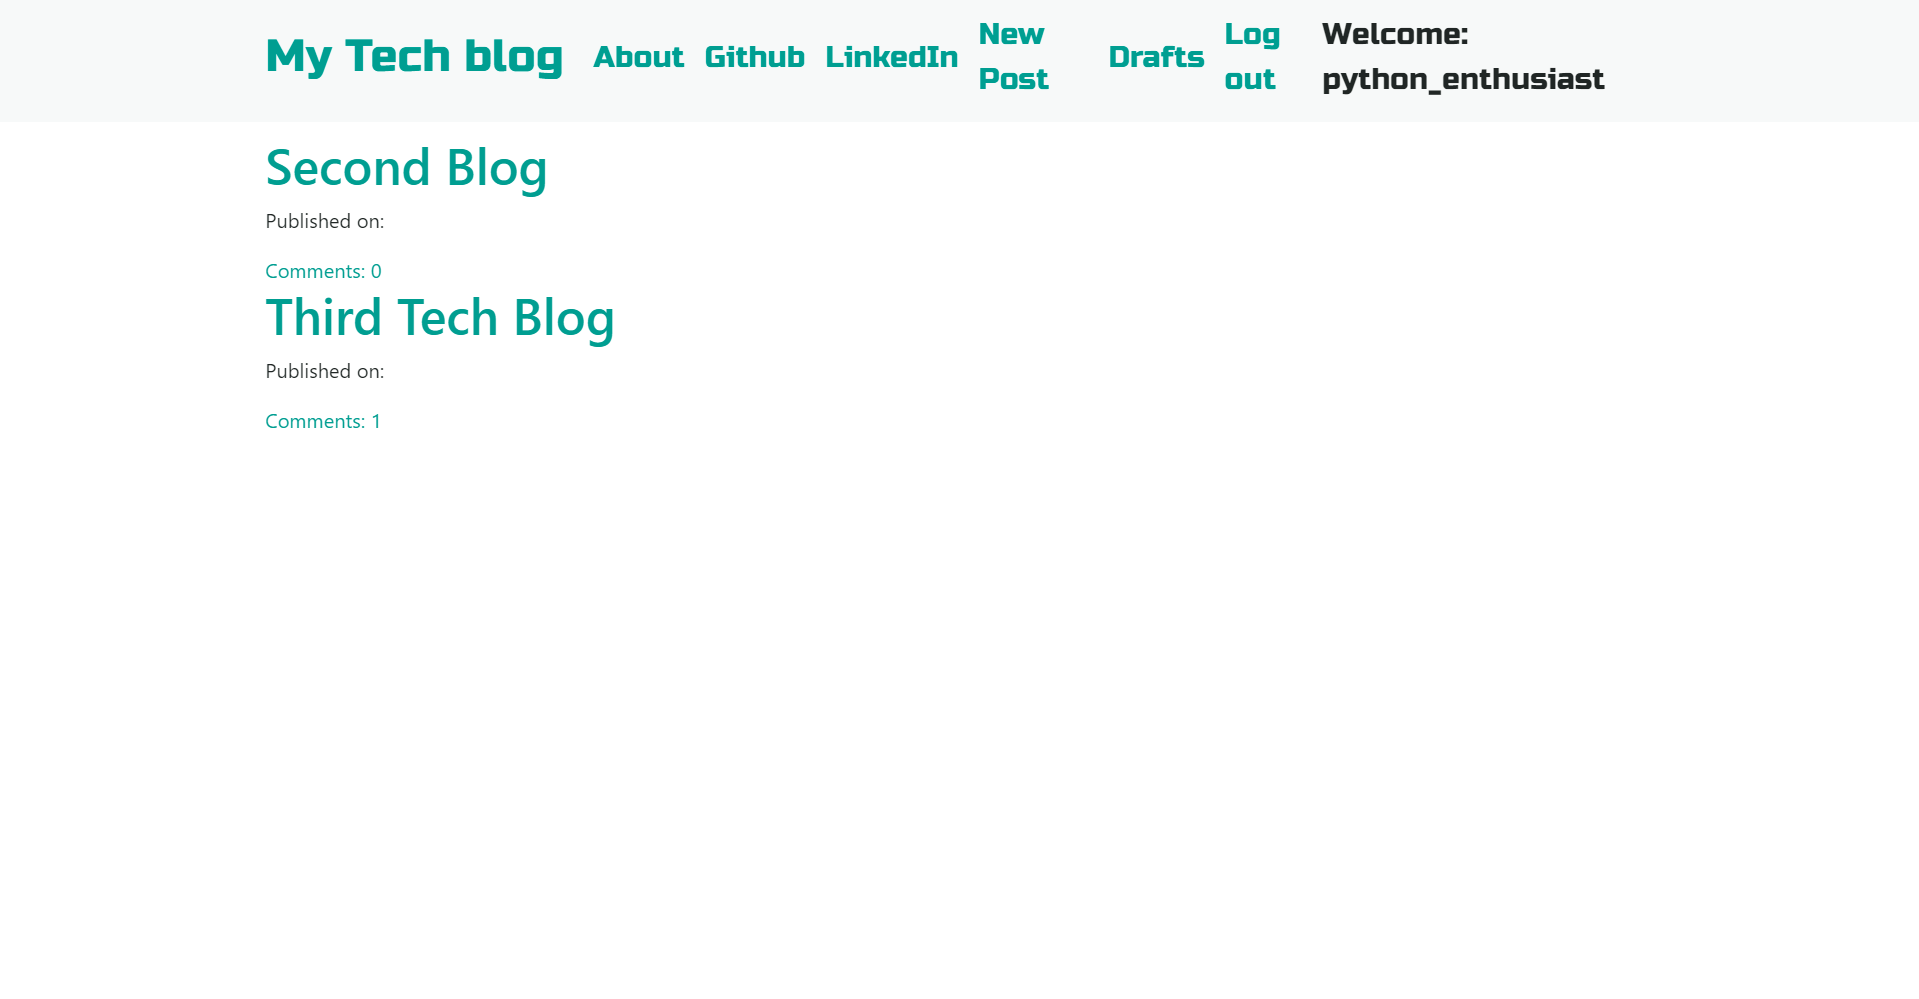 My Tech blog About Github LinkedIn New Post Drafts Log out Welcome: python_enthusiast
Second Blog
Published on:
Comments: 0
Third Tech Blog
Published on:
Comments: 1